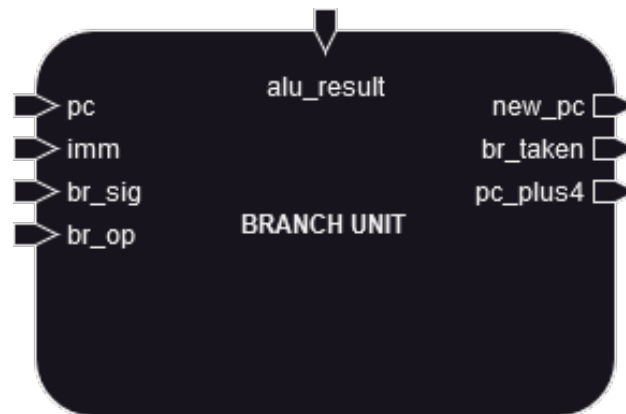 alu_result
pc
new_pc
imm
br_taken
br_sig
pc_plus4
br_op
BRANCH UNIT